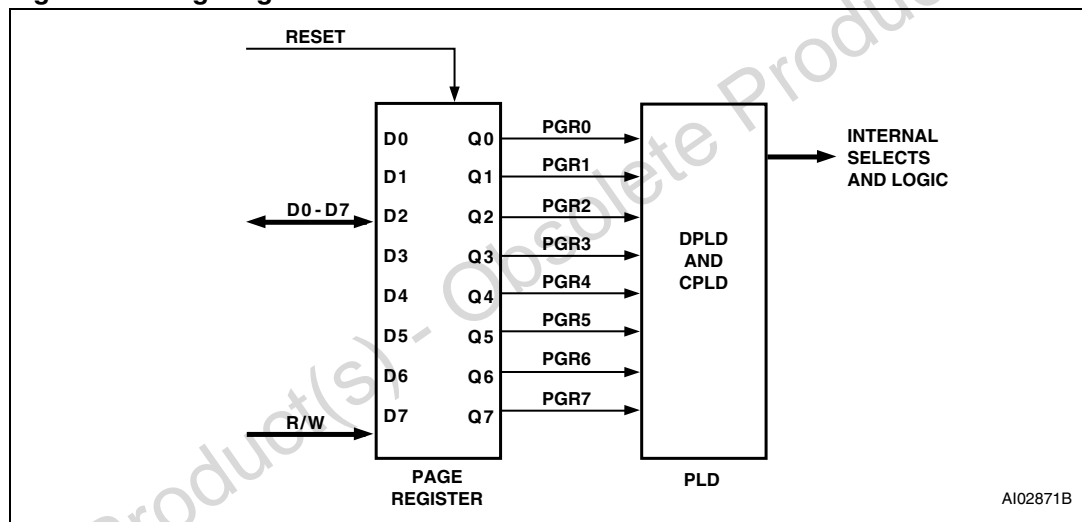 RESET
D0 Q0 PGR0
D1 Q1 PGR1
D0-D7 D2 Q2 PGR2
D3 Q3 PGR3
D4 Q4 PGR4
D5 Q5 PGR5
D6 Q6 PGR6
R/W D7 Q7 PGR7
DPLD
AND
CPLD
INTERNAL
SELECTS
AND LOGIC
PAGE
REGISTER
PLD
AI02871B
Product(s) - Obsolete Product